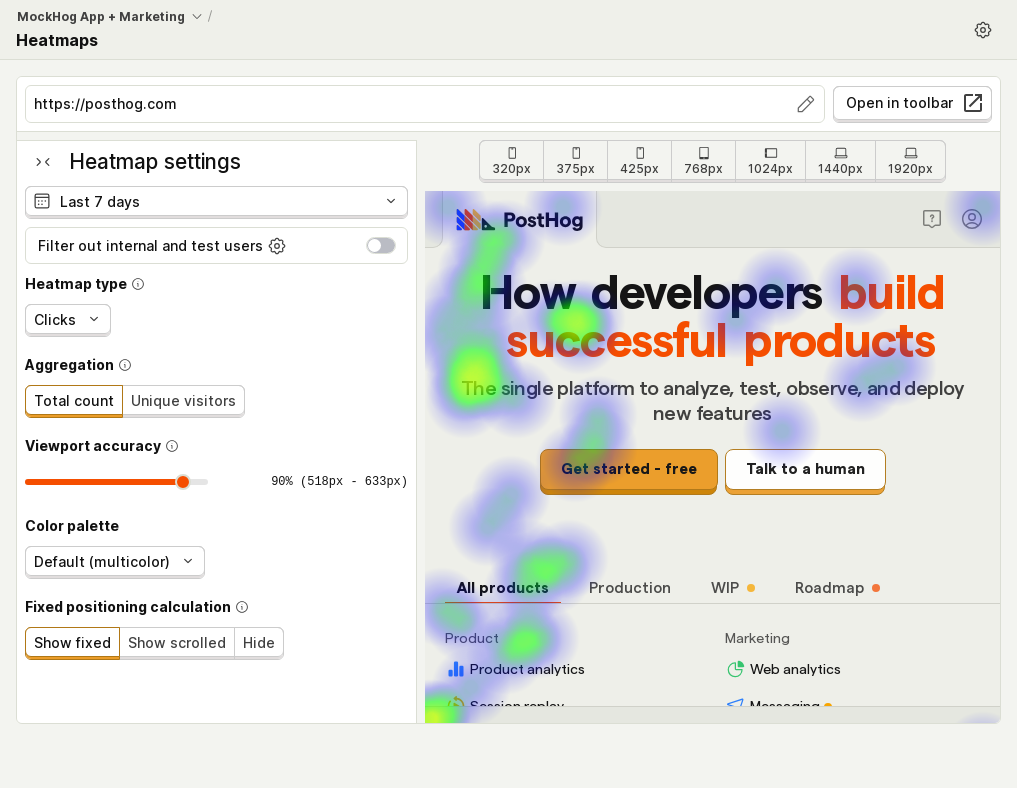 MockHog App + Marketing /
Heatmaps
https://posthog.com
Open in toolbar
Heatmap settings
Last 7 days
Filter out internal and test users
Heatmap type
Clicks
Aggregation
Total count Unique visitors
Viewport accuracy
90% (518px - 633px)
Color palette
Default (multicolor)
Fixed positioning calculation
Show fixed Show scrolled Hide
320px 375px 425px 768px 1024px 1440px 1920px
PostHog
How developers build
successful products
The single platform to analyze, test, observe, and deploy
new features
Get started - free Talk to a human
All products Production WIP Roadmap
Product Marketing
Product analytics Web analytics
Session replay Messaging